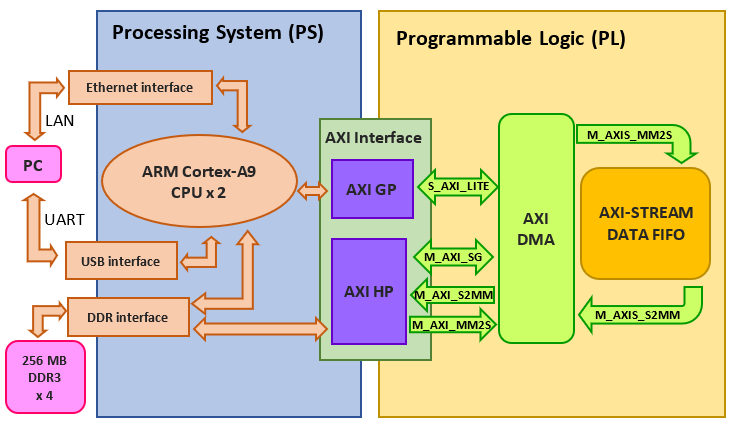 Processing System (PS)
Programmable Logic (PL)
Ethernet interface
LAN
PC
UART
USB interface
DDR interface
256 MB
DDR3
x 4
ARM Cortex-A9
CPU x 2
AXI Interface
AXI GP
AXI HP
S_AXI_LITE
M_AXI_SG
M_AXI_S2MM
M_AXI_MM2S
AXI
DMA
M_AXIS_MM2S
AXI-STREAM
DATA FIFO
M_AXIS_S2MM